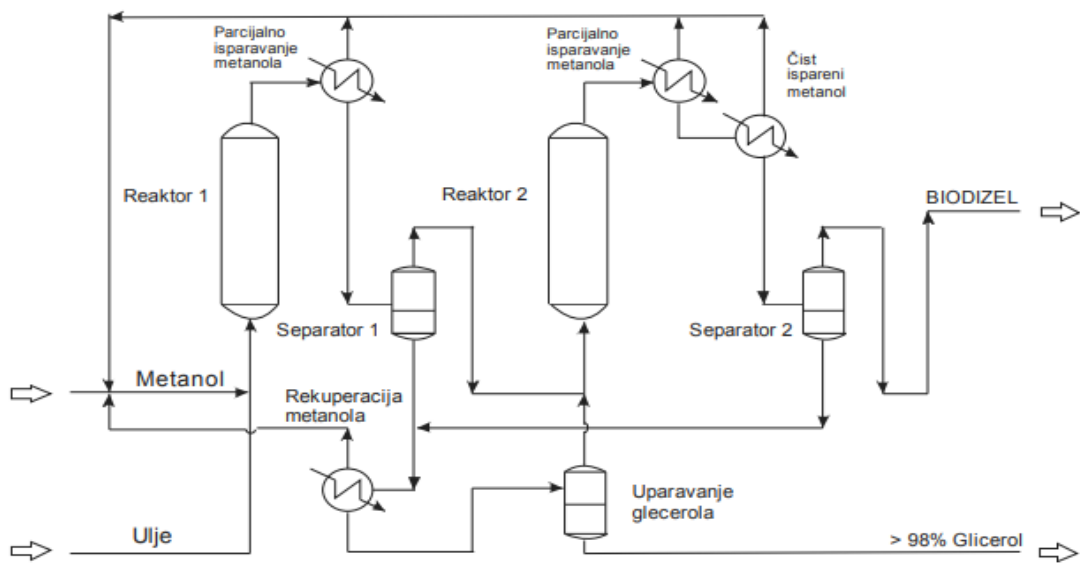 Parcijalno
isparavanje
metanola
Parcijalno
isparavanje
metanola
Čist
ispareni
metanol
Reaktor 1
Reaktor 2
BIODIZEL
Separator 1
Separator 2
Metanol
Rekuperacija
metanola
Uparavanje
glecerola
Ulje
> 98% Glicerol